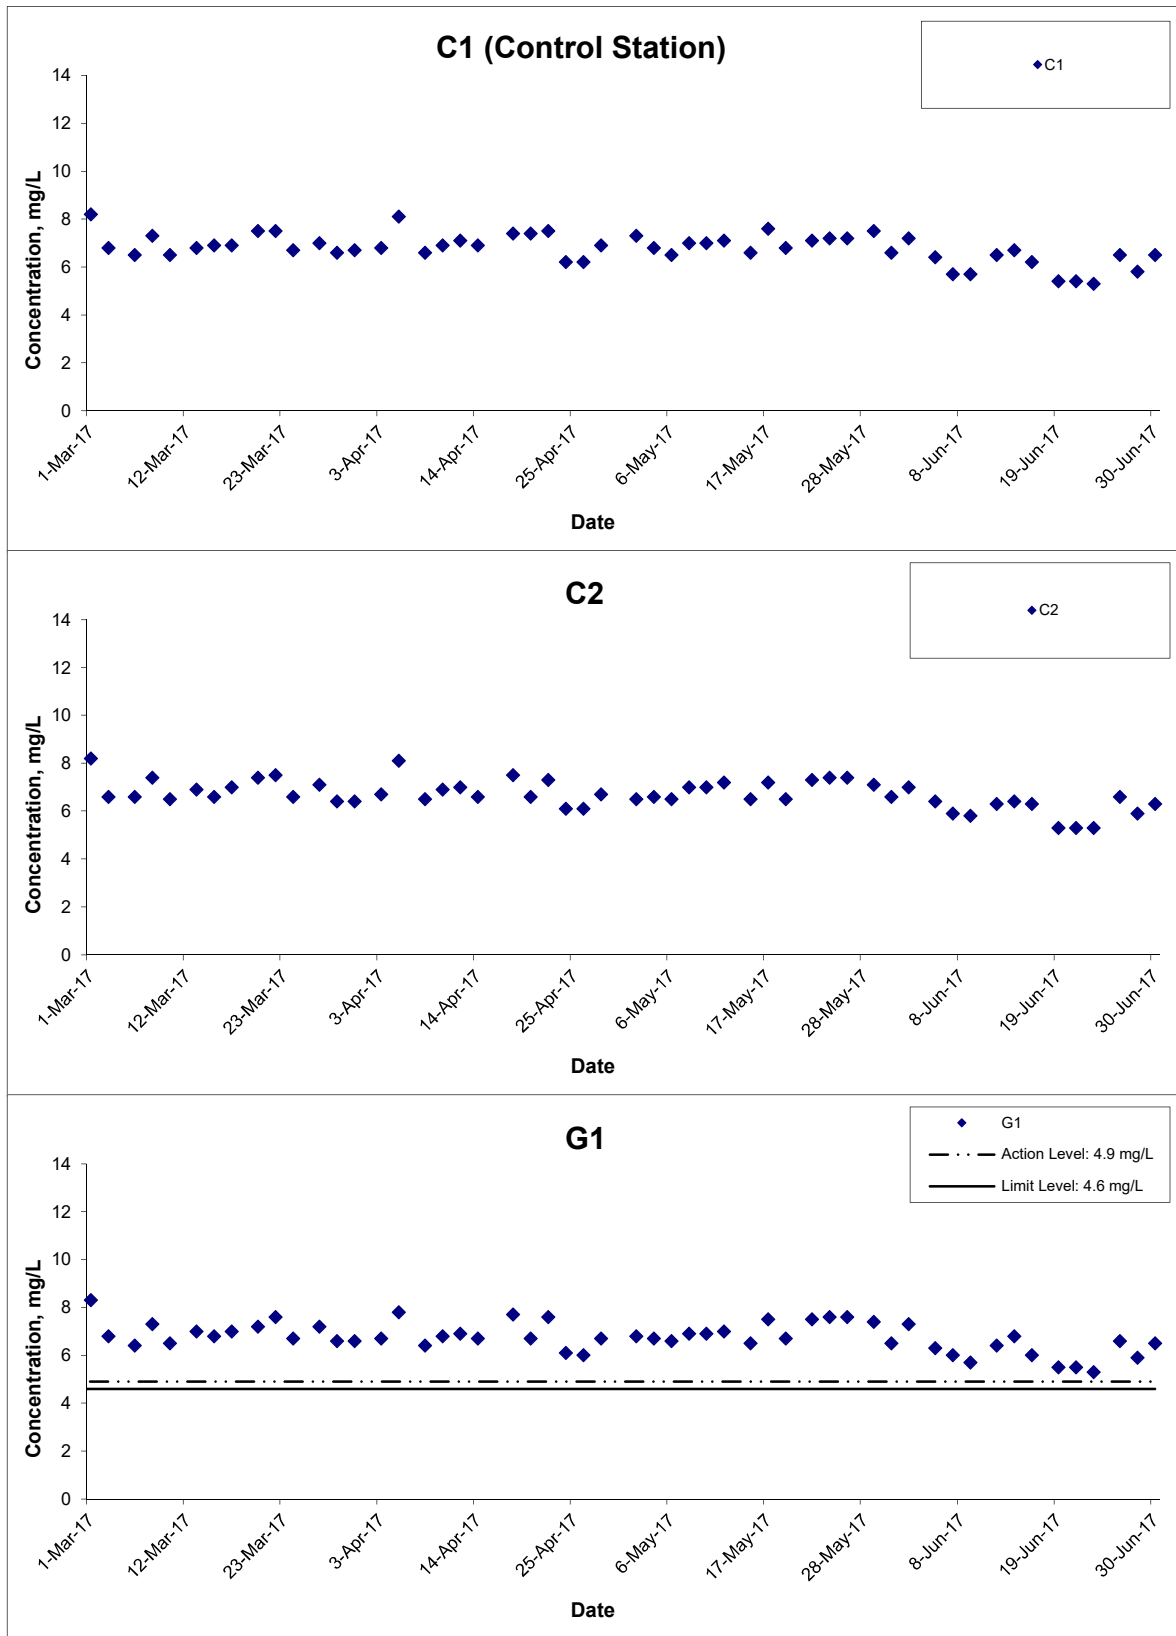 C1 (Control Station)
C1
14
12
10
8
6
4
2
0
Concentration, mg/L
1-Mar-17
12-Mar-17
23-Mar-17
3-Apr-17
14-Apr-17
25-Apr-17
6-May-17
17-May-17
28-May-17
8-Jun-17
19-Jun-17
30-Jun-17
Date
C2
C2
14
12
10
8
6
4
2
0
Concentration, mg/L
1-Mar-17
12-Mar-17
23-Mar-17
3-Apr-17
14-Apr-17
25-Apr-17
6-May-17
17-May-17
28-May-17
8-Jun-17
19-Jun-17
30-Jun-17
Date
G1
G1
Action Level: 4.9 mg/L
Limit Level: 4.6 mg/L
14
12
10
8
6
4
2
0
Concentration, mg/L
1-Mar-17
12-Mar-17
23-Mar-17
3-Apr-17
14-Apr-17
25-Apr-17
6-May-17
17-May-17
28-May-17
8-Jun-17
19-Jun-17
30-Jun-17
Date